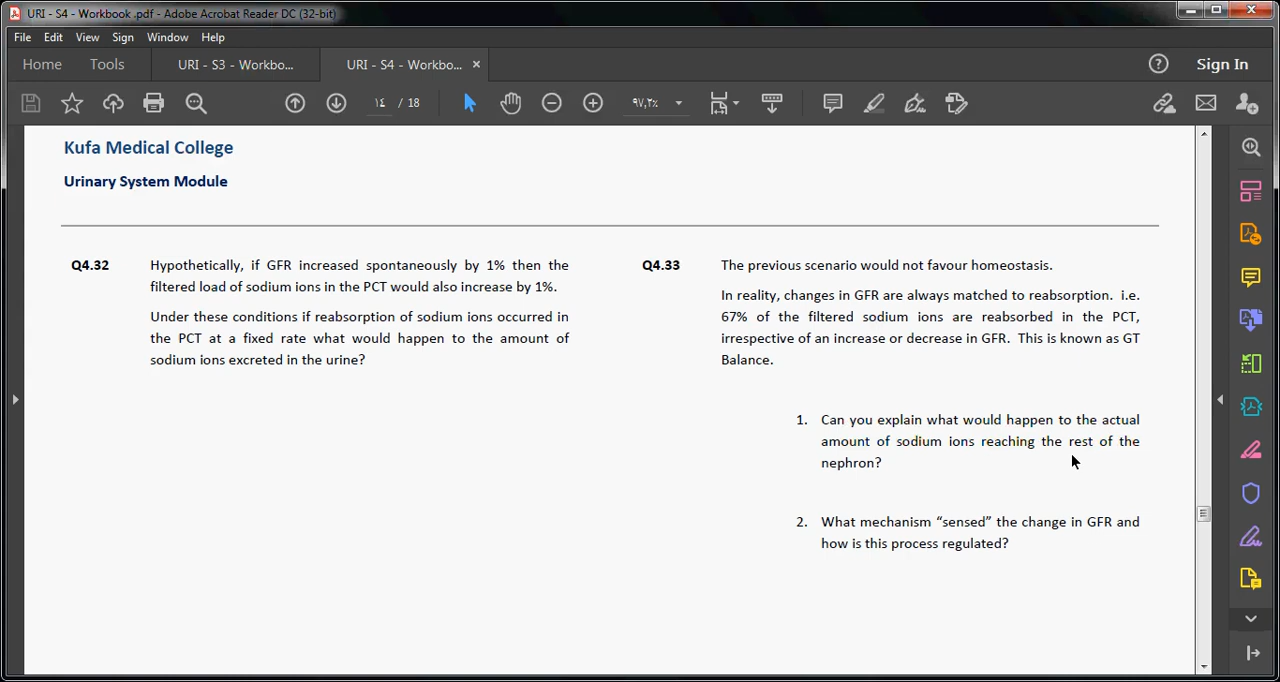 URI - S4 - Workbook .pdf - Adobe Acrobat Reader DC (32-bit)
File Edit View Sign Window Help
Home Tools URI - S3 - Workbo... URI - S4 - Workbo... × Sign In
١٤ / 18 ٩٧,٢٪
Kufa Medical College
Urinary System Module
Q4.32
Hypothetically, if GFR increased spontaneously by 1% then the
filtered load of sodium ions in the PCT would also increase by 1%.
Under these conditions if reabsorption of sodium ions occurred in
the PCT at a fixed rate what would happen to the amount of
sodium ions excreted in the urine?
Q4.33
The previous scenario would not favour homeostasis.
In reality, changes in GFR are always matched to reabsorption. i.e.
67% of the filtered sodium ions are reabsorbed in the PCT,
irrespective of an increase or decrease in GFR. This is known as GT
Balance.
1. Can you explain what would happen to the actual
amount of sodium ions reaching the rest of the
nephron?
2. What mechanism “sensed” the change in GFR and
how is this process regulated?